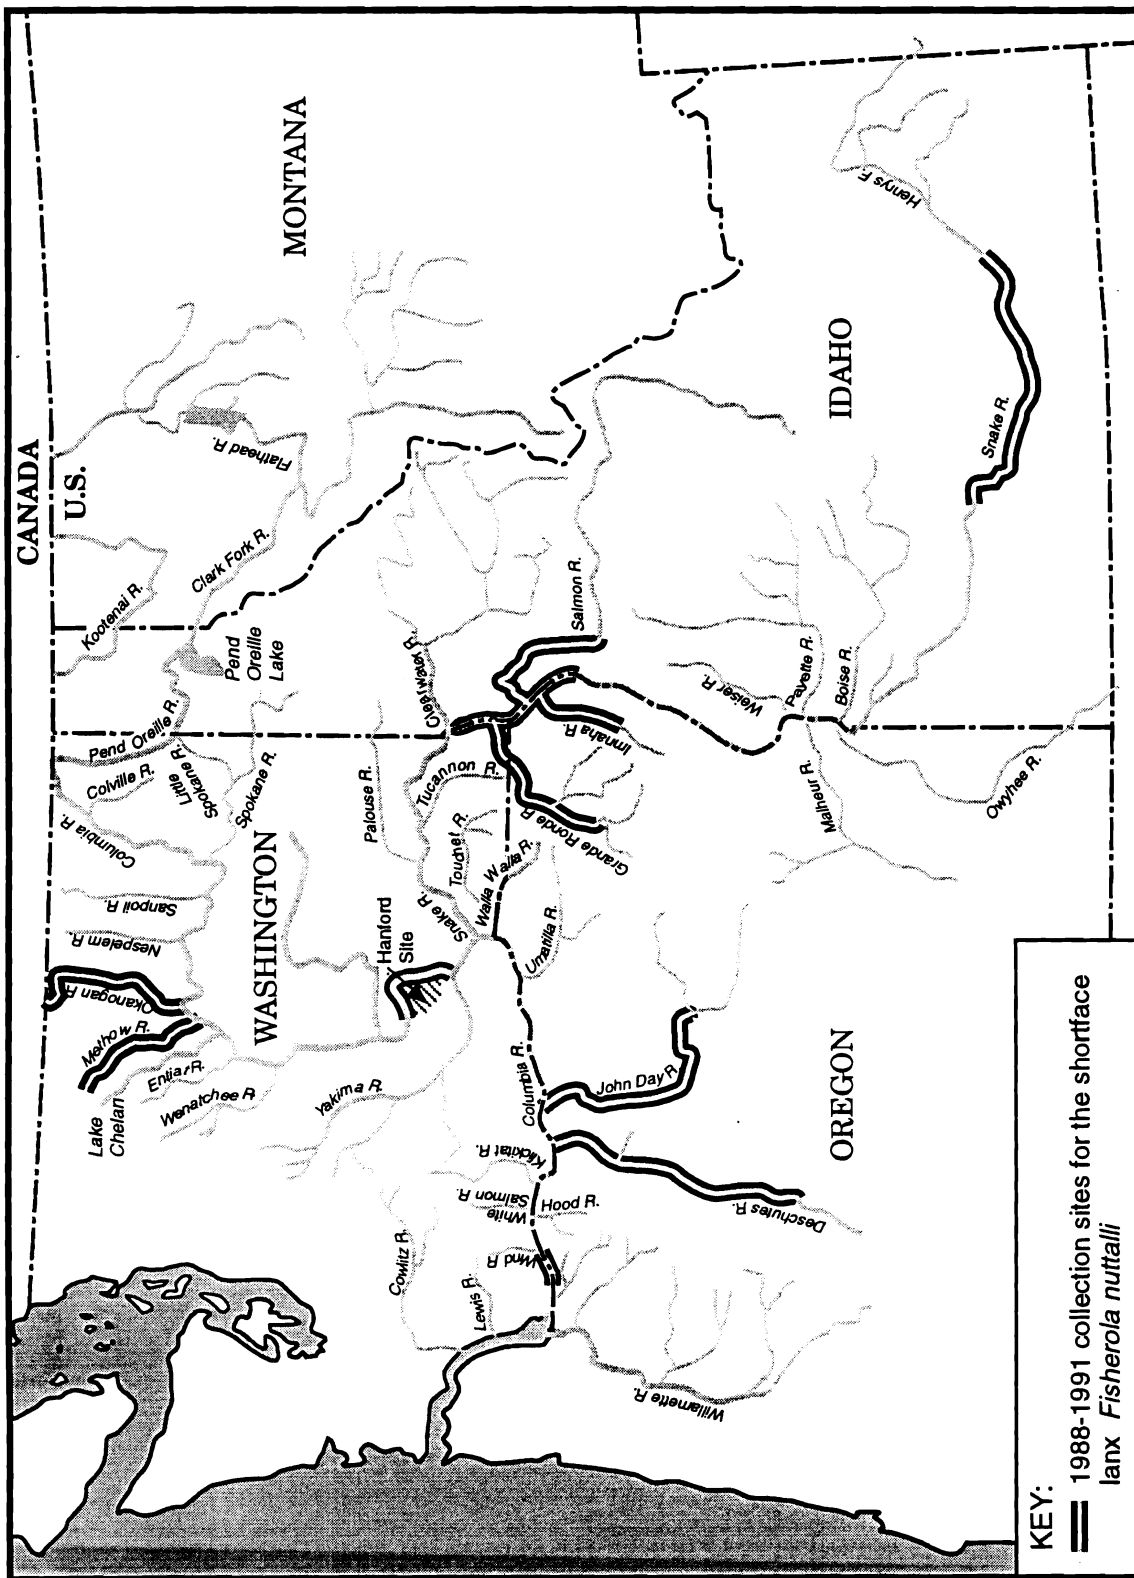 CANADA
U.S.
MONTANA
WASHINGTON
IDAHO
OREGON
Kootenai R.
Flathead R.
Clark Fork R.
Pend
Oreille
Lake
Pend Oreille R.
Colville R.
Little
Spokane R.
Spokane R.
Columbia R.
Sanpoil R.
Nespelem R.
Okanogan R.
Methow R.
Lake
Chelan
Entiat R.
Wenatchee R.
Yakima R.
Hanford
Site
Palouse R.
Clearwater R.
Tucannon R.
Snake R.
Toudnet R.
Walla Walla R.
Umatilla R.
Grande Ronde R.
Imnaha R.
Salmon R.
Weiser R.
Payette R.
Boise R.
Malheur R.
Owyhee R.
Snake R.
Henrys F.
Columbia R.
John Day R.
Deschutes R.
Klickitat R.
White
Salmon R.
Hood R.
Wind R.
Cowlitz R.
Lewis R.
Willamette R.
KEY:
1988-1991 collection sites for the shortface
lanx Fisherola nuttalli